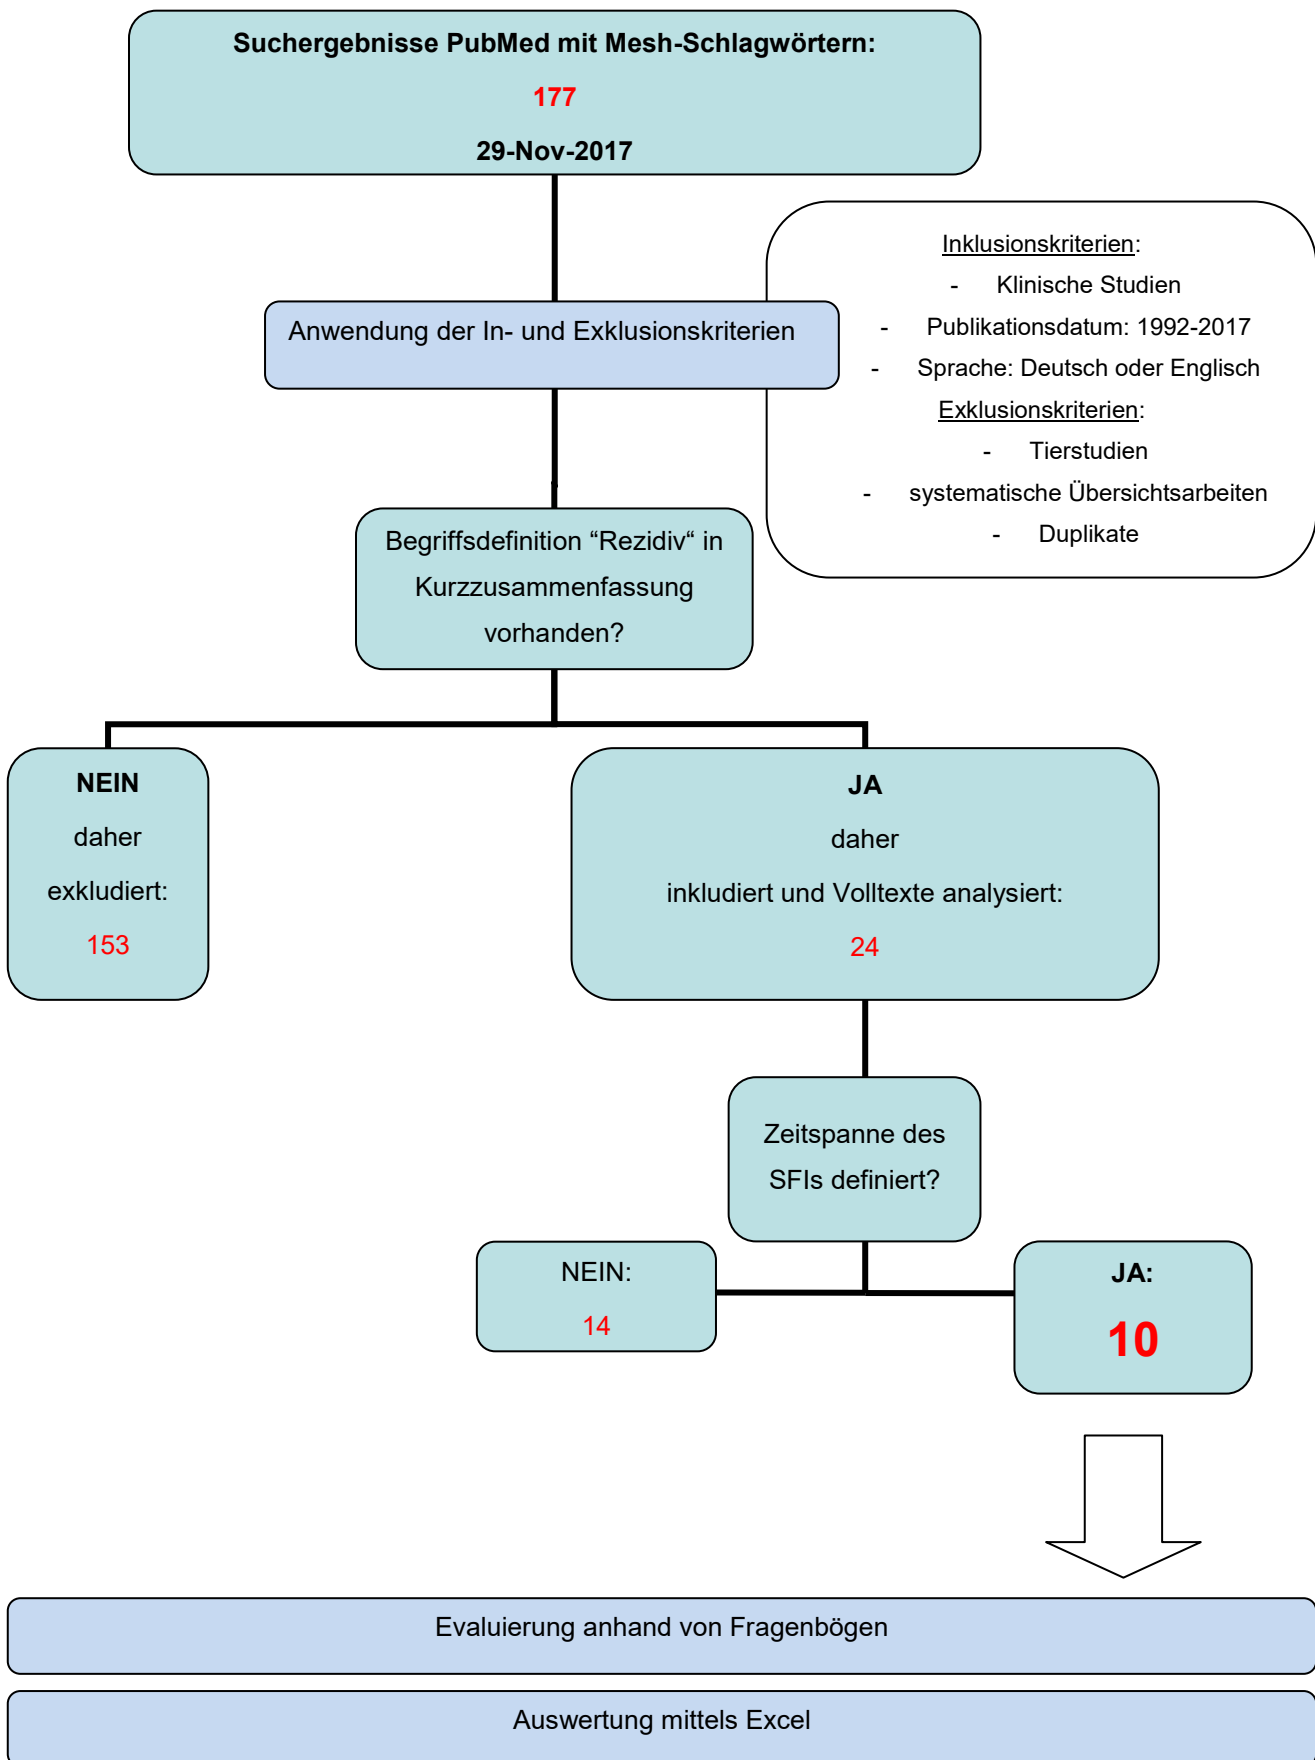 Suchergebnisse PubMed mit Mesh-Schlagwörtern:
177
29-Nov-2017
Anwendung der In- und Exklusionskriterien
Inklusionskriterien:
- Klinische Studien
- Publikationsdatum: 1992-2017
- Sprache: Deutsch oder Englisch
Exklusionskriterien:
- Tierstudien
- systematische Übersichtsarbeiten
- Duplikate
Begriffsdefinition “Rezidiv“ in
Kurzzusammenfassung
vorhanden?
NEIN
daher
exkludiert:
153
JA
daher
inkludiert und Volltexte analysiert:
24
Zeitspanne des
SFIs definiert?
NEIN:
14
JA:
10
Evaluierung anhand von Fragenbögen
Auswertung mittels Excel